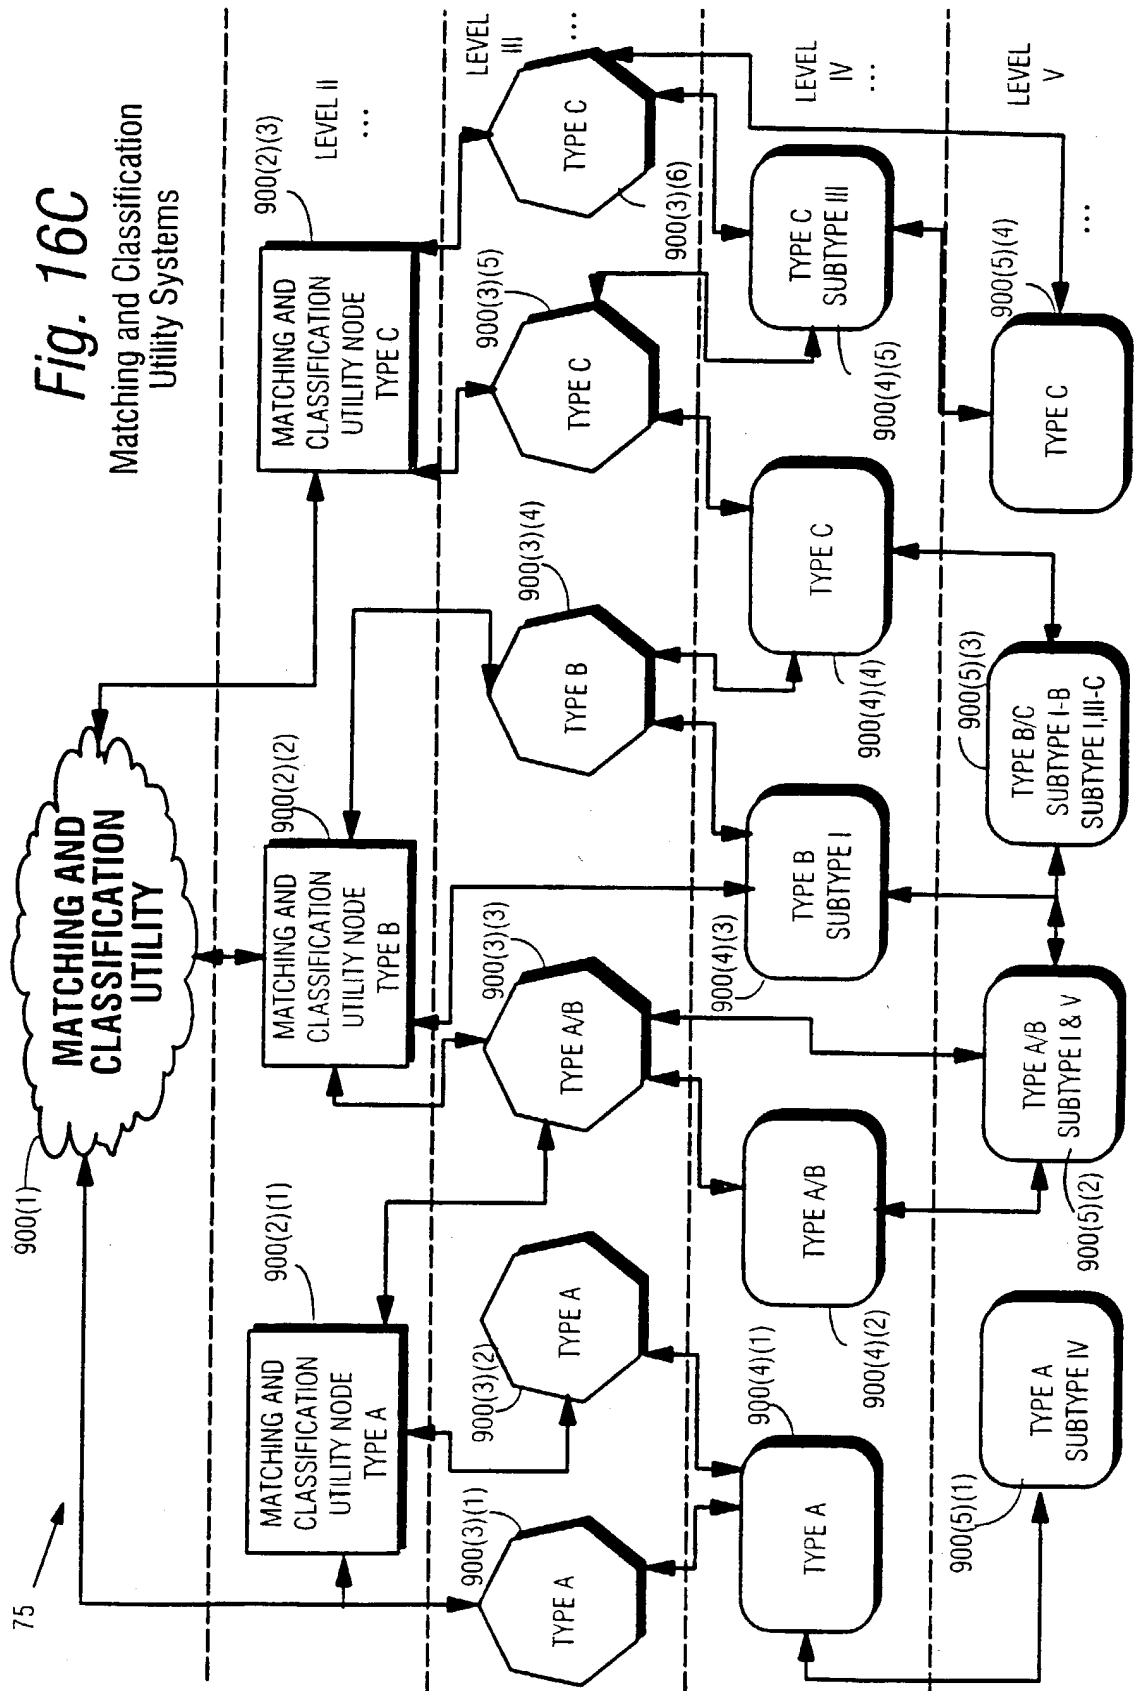 Fig. 16C
Matching and Classification
Utility Systems
75
900(1)
MATCHING AND
CLASSIFICATION
UTILITY
LEVEL II
...
900(2)(1)
MATCHING AND
CLASSIFICATION
UTILITY NODE
TYPE A
900(2)(2)
MATCHING AND
CLASSIFICATION
UTILITY NODE
TYPE B
900(2)(3)
MATCHING AND
CLASSIFICATION
UTILITY NODE
TYPE C
LEVEL
III
...
900(3)(1)
TYPE A
900(3)(2)
TYPE A
900(3)(3)
TYPE A/B
900(3)(4)
TYPE B
900(3)(5)
TYPE C
900(3)(6)
TYPE C
LEVEL
IV
...
900(4)(1)
TYPE A
900(4)(2)
TYPE A/B
900(4)(3)
TYPE B
SUBTYPE I
900(4)(4)
TYPE C
900(4)(5)
TYPE C
SUBTYPE III
LEVEL
V
...
900(5)(1)
TYPE A
SUBTYPE IV
900(5)(2)
TYPE A/B
SUBTYPE I & V
900(5)(3)
TYPE B/C
SUBTYPE I-B
SUBTYPE I,III-C
900(5)(4)
TYPE C